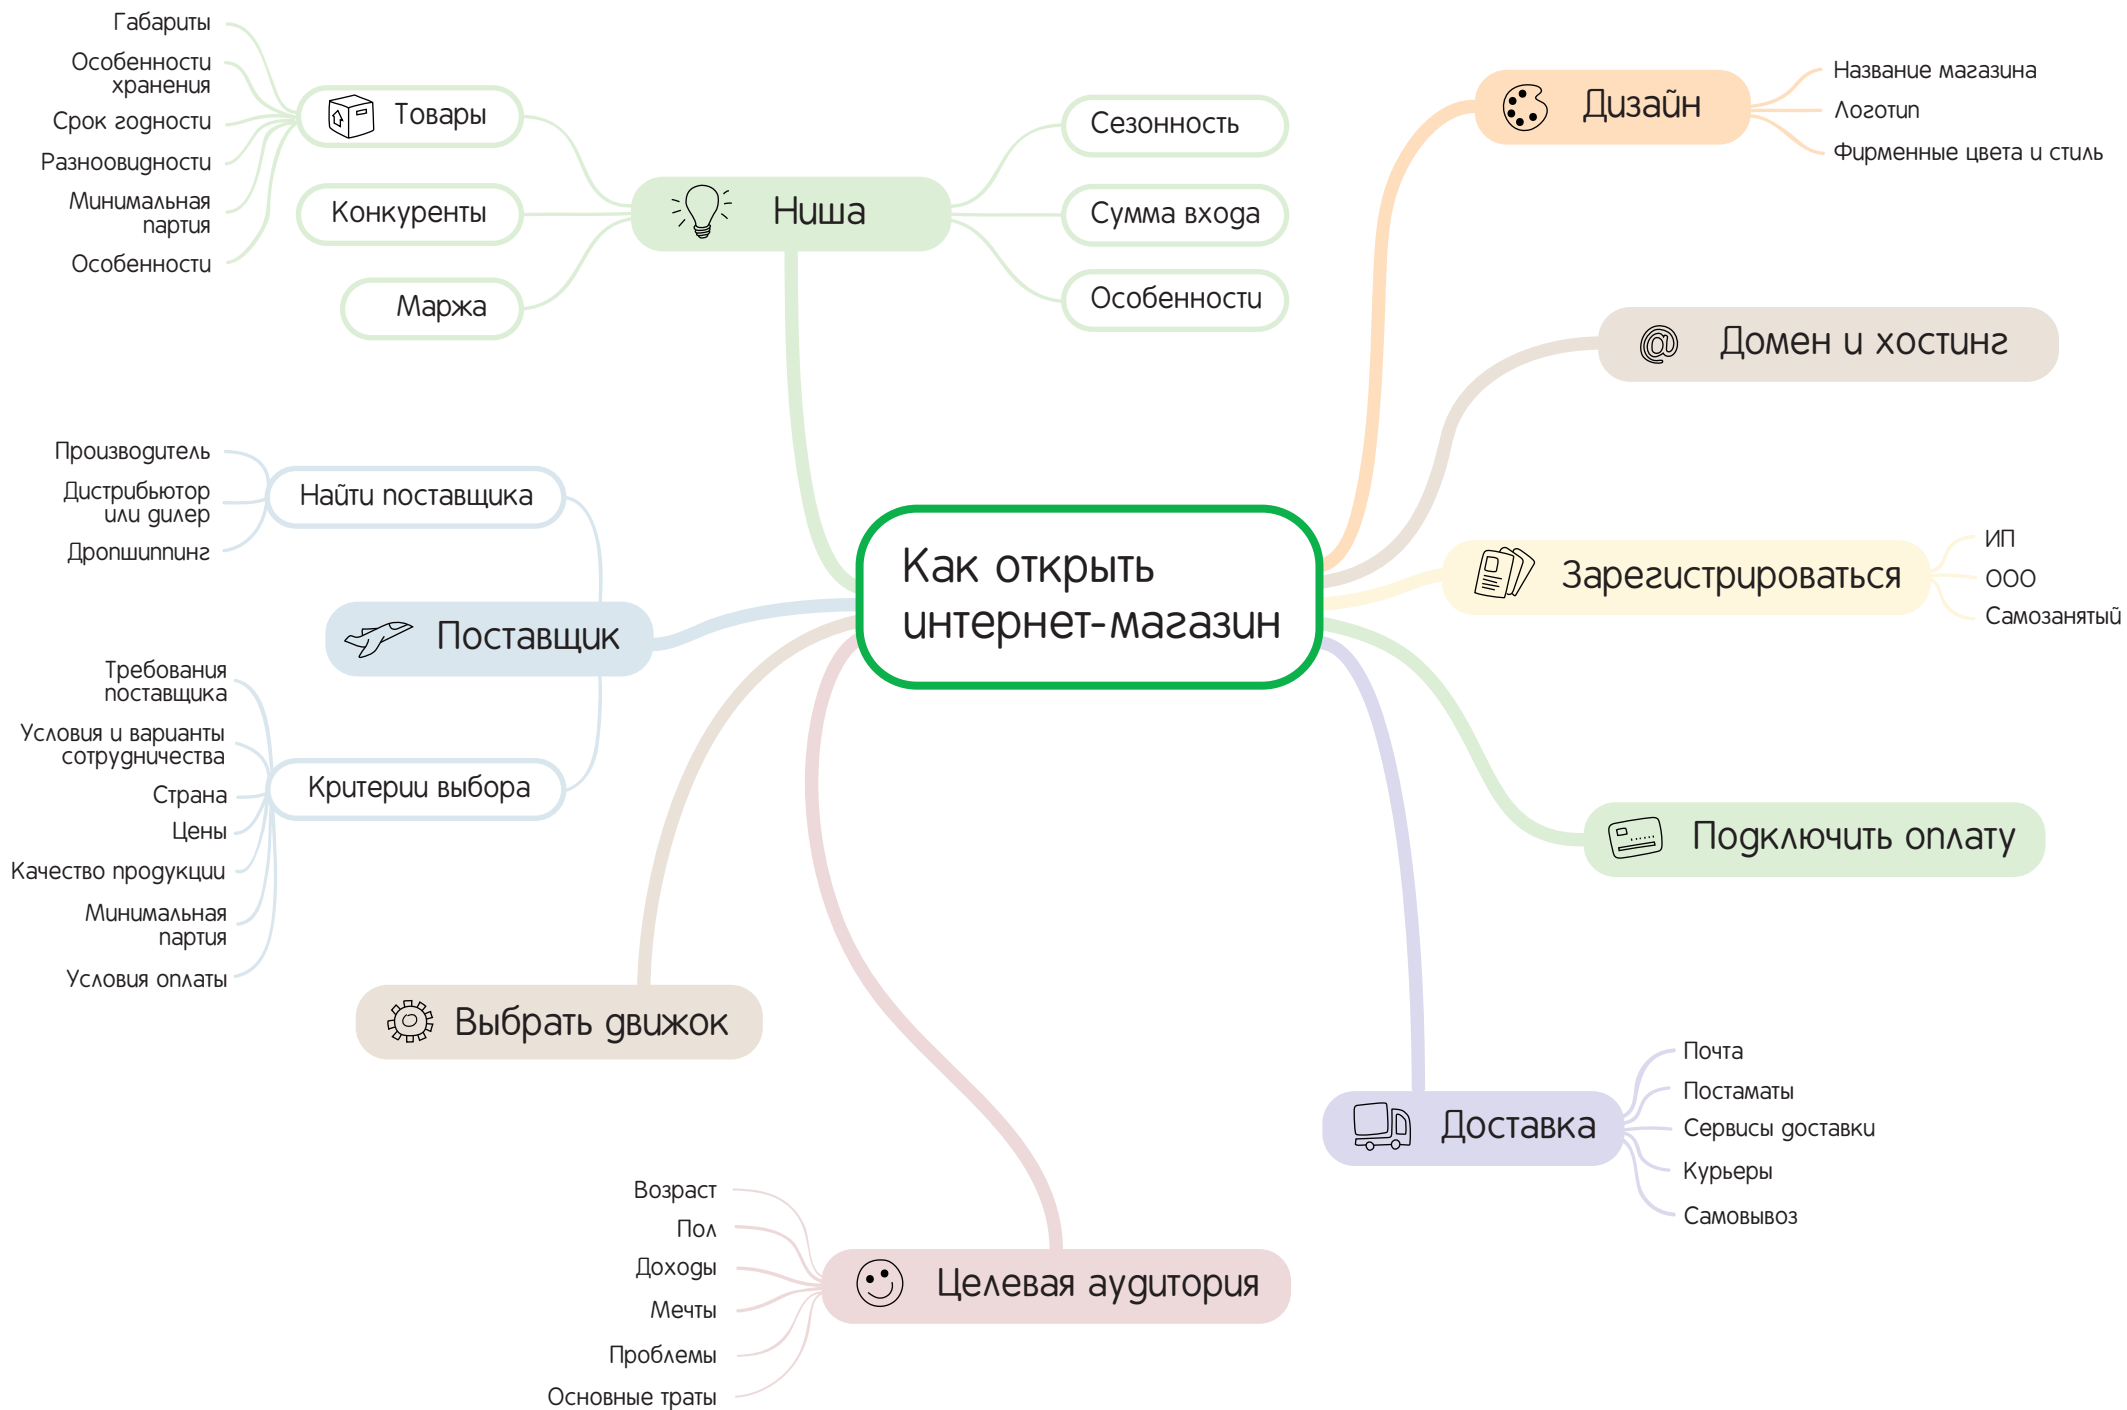 Как открыть
интернет-магазин
Ниша
Товары
Габариты
Особенности
хранения
Срок годности
Разноовидности
Минимальная
партия
Особенности
Конкуренты
Маржа
Сезонность
Сумма входа
Особенности
Поставщик
Найти поставщика
Производитель
Дистрибьютор
или дилер
Дропшиппинг
Критерии выбора
Требования
поставщика
Условия и варианты
сотрудничества
Страна
Цены
Качество продукции
Минимальная
партия
Условия оплаты
Выбрать движок
Целевая аудитория
Возраст
Пол
Доходы
Мечты
Проблемы
Основные траты
Дизайн
Название магазина
Логотип
Фирменные цвета и стиль
@ Домен и хостинг
Зарегистрироваться
ИП
ООО
Самозанятый
Подключить оплату
Доставка
Почта
Постаматы
Сервисы доставки
Курьеры
Самовывоз